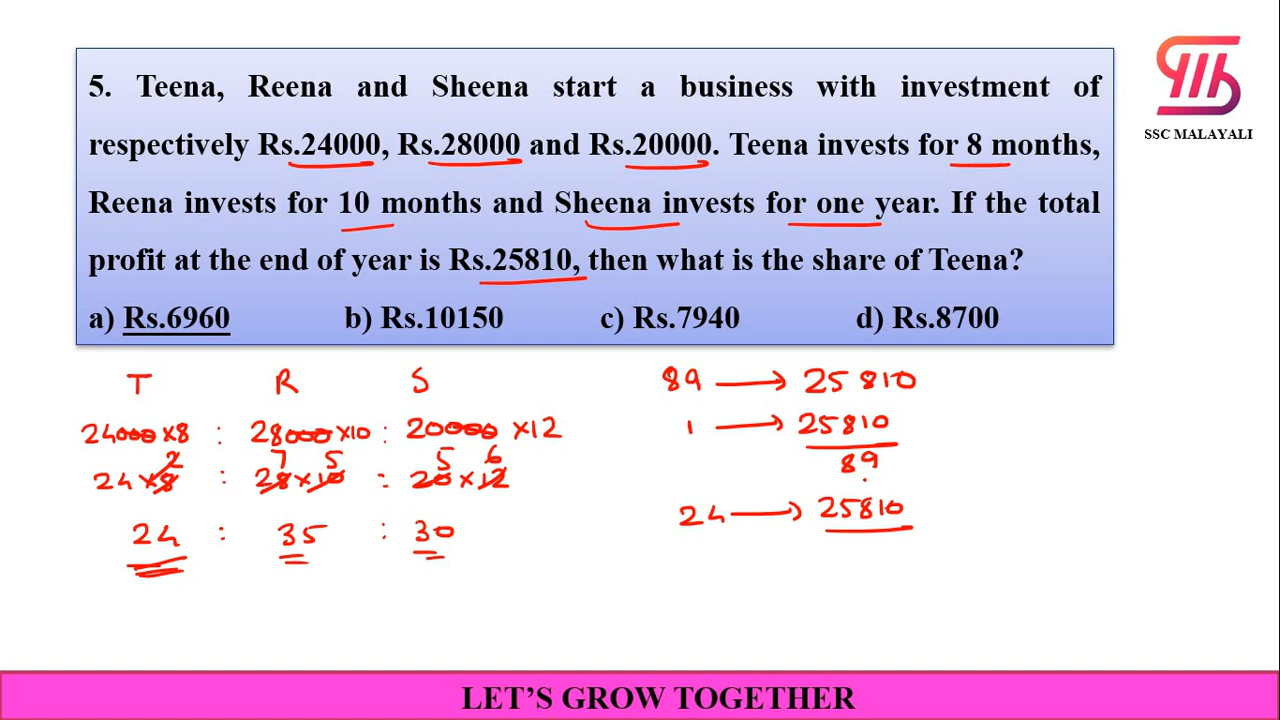 5. Teena, Reena and Sheena start a business with investment of
respectively Rs.24000, Rs.28000 and Rs.20000. Teena invests for 8 months,
Reena invests for 10 months and Sheena invests for one year. If the total
profit at the end of year is Rs.25810, then what is the share of Teena?
a) Rs.6960 b) Rs.10150 c) Rs.7940 d) Rs.8700
SSC MALAYALI
T R S
24000 ×8 : 28000 ×10 : 20000 ×12
2 7 5 5 6
24 ×8 : 28 ×10 : 20 ×12
24 : 35 : 30
89 → 25810
1 → 25810
89
24 → 25810
LET'S GROW TOGETHER